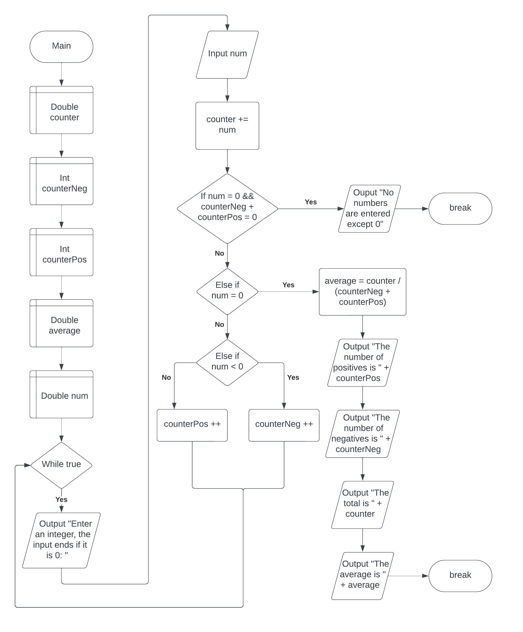 Main
Double
counter
Int
counterNeg
Int
counterPos
Double
average
Double num
While true
Yes
Output "Enter
an integer, the
input ends if it
is 0: "
Input num
counter +=
num
If num = 0 &&
counterNeg +
counterPos = 0
Yes
Ouput "No
numbers
are entered
except 0"
break
No
Else if
num = 0
Yes
average = counter /
(counterNeg +
counterPos)
No
Else if
num < 0
No
Yes
counterPos ++
counterNeg ++
Output "The
number of
positives is " +
counterPos
Output "The
number of
negatives is " +
counterNeg
Output "The
total is " +
counter
Output "The
average is "
+ average
break